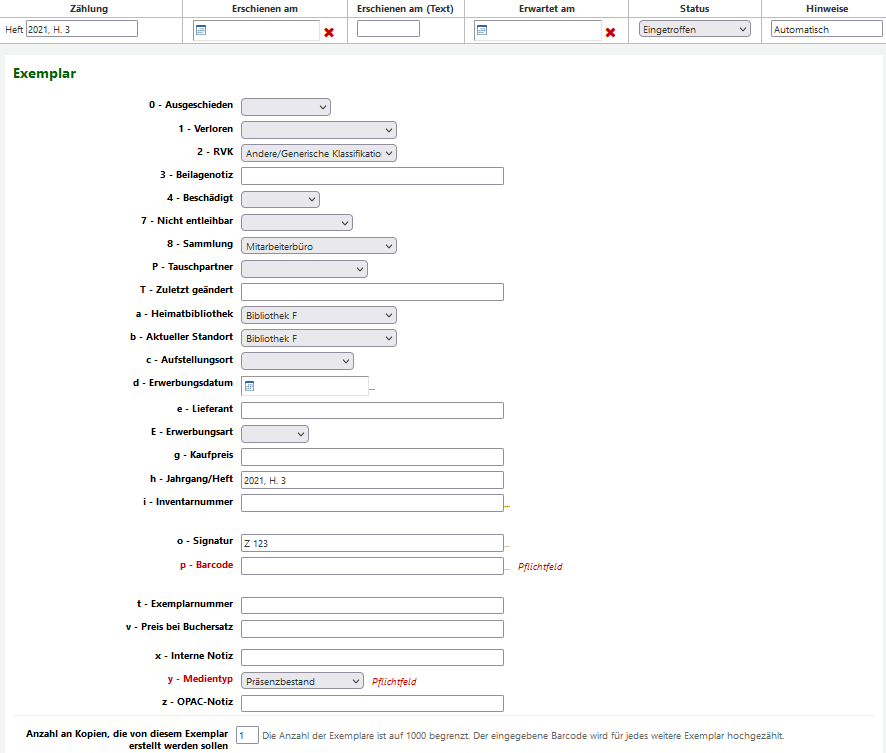 Zählung Erschienen am Erschienen am (Text) Erwartet am Status Hinweise
Heft 2021, H. 3 Eingetroffen Automatisch
Exemplar
0 - Ausgeschieden
1 - Verloren
2 - RVK Andere/Generische Klassifikatio
3 - Beilagenotiz
4 - Beschädigt
7 - Nicht entleihbar
8 - Sammlung Mitarbeiterbüro
P - Tauschpartner
T - Zuletzt geändert
a - Heimatbibliothek Bibliothek F
b - Aktueller Standort Bibliothek F
c - Aufstellungsort
d - Erwerbungsdatum
e - Lieferant
E - Erwerbungsart
g - Kaufpreis
h - Jahrgang/Heft 2021, H. 3
i - Inventarnummer
o - Signatur Z 123
p - Barcode Pflichtfeld
t - Exemplarnummer
v - Preis bei Buchersatz
x - Interne Notiz
y - Medientyp Präsenzbestand Pflichtfeld
z - OPAC-Notiz
Anzahl an Kopien, die von diesem Exemplar 1 Die Anzahl der Exemplare ist auf 1000 begrenzt. Der eingegebene Barcode wird für jedes weitere Exemplar hochgezählt.
erstellt werden sollen